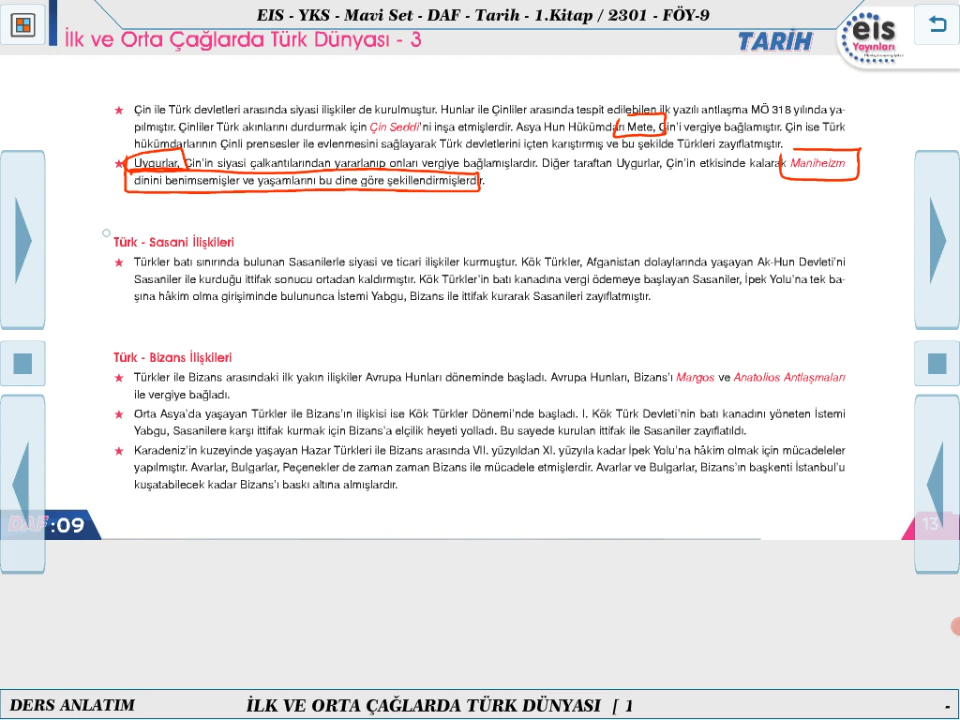 EIS - YKS - Mavi Set - DAF - Tarih - 1.Kitap / 2301 - FÖY-9
İlk ve Orta Çağlarda Türk Dünyası - 3
TARİH
eis
Yayınları
★ Çin ile Türk devletleri arasında siyasi ilişkiler de kurulmuştur. Hunlar ile Çinliler arasında tespit edilebilen ilk yazılı antlaşma MÖ 318 yılında ya-
pılmıştır. Çinliler Türk akınlarını durdurmak için Çin Seddi'ni inşa etmişlerdir. Asya Hun Hükümdarı Mete, Çin'i vergiye bağlamıştır. Çin ise Türk
hükümdarlarının Çinli prensesler ile evlenmesini sağlayarak Türk devletlerini içten karıştırmış ve bu şekilde Türkleri zayıflatmıştır.
★ Uygurlar, Çin'in siyasi çalkantılarından yararlanıp onları vergiye bağlamışlardır. Diğer taraftan Uygurlar, Çin'in etkisinde kalarak Maniheizm
dinini benimsemişler ve yaşamlarını bu dine göre şekillendirmişlerdir.
Türk - Sasani İlişkileri
★ Türkler batı sınırında bulunan Sasanilerle siyasi ve ticari ilişkiler kurmuştur. Kök Türkler, Afganistan dolaylarında yaşayan Ak-Hun Devleti'ni
Sasaniler ile kurduğu ittifak sonucu ortadan kaldırmıştır. Kök Türkler'in batı kanadına vergi ödemeye başlayan Sasaniler, İpek Yolu'na tek ba-
şına hâkim olma girişiminde bulununca İstemi Yabgu, Bizans ile ittifak kurarak Sasanileri zayıflatmıştır.
Türk - Bizans İlişkileri
★ Türkler ile Bizans arasındaki ilk yakın ilişkiler Avrupa Hunları döneminde başladı. Avrupa Hunları, Bizans'ı Margos ve Anatolios Antlaşmaları
ile vergiye bağladı.
★ Orta Asya'da yaşayan Türkler ile Bizans'ın ilişkisi ise Kök Türkler Dönemi'nde başladı. I. Kök Türk Devleti'nin batı kanadını yöneten İstemi
Yabgu, Sasanilere karşı ittifak kurmak için Bizans'a elçilik heyeti yolladı. Bu sayede kurulan ittifak ile Sasaniler zayıflatıldı.
★ Karadeniz'in kuzeyinde yaşayan Hazar Türkleri ile Bizans arasında VII. yüzyıldan XI. yüzyıla kadar İpek Yolu'na hâkim olmak için mücadeleler
yapılmıştır. Avarlar, Bulgarlar, Peçenekler de zaman zaman Bizans ile mücadele etmişlerdir. Avarlar ve Bulgarlar, Bizans'ın başkenti İstanbul'u
kuşatabilecek kadar Bizans'ı baskı altına almışlardır.
DAF:09
13
DERS ANLATIM
İLK VE ORTA ÇAĞLARDA TÜRK DÜNYASI [ 1
-